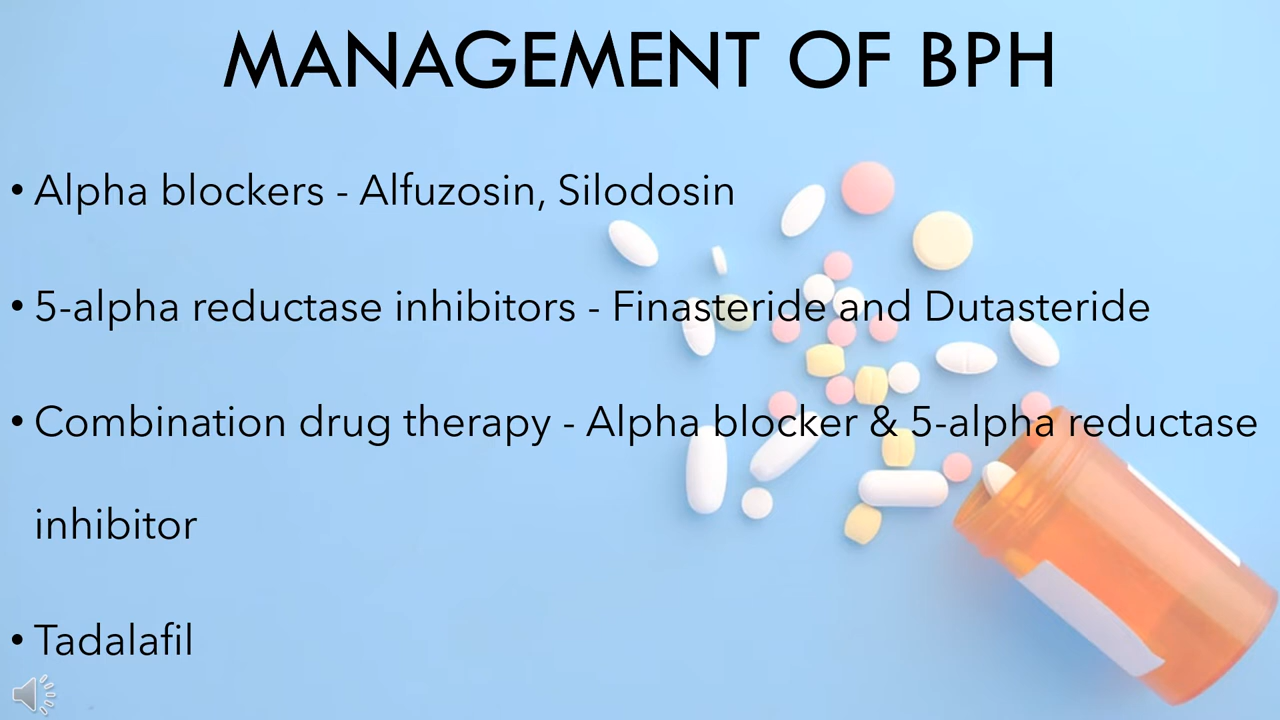 MANAGEMENT OF BPH
• Alpha blockers - Alfuzosin, Silodosin
• 5-alpha reductase inhibitors - Finasteride and Dutasteride
• Combination drug therapy - Alpha blocker & 5-alpha reductase
inhibitor
• Tadalafil